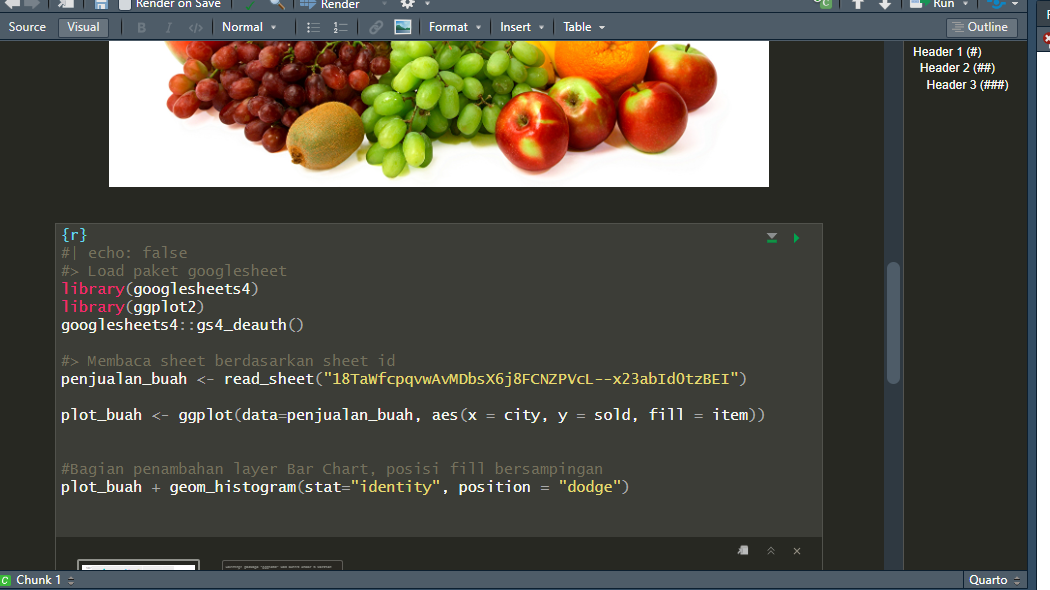 Render on Save
Render
Run
Source Visual B I </> Normal Format Insert Table Outline
Header 1 (#)
Header 2 (##)
Header 3 (###)
{r}
#| echo: false
#> Load paket googlesheet
library(googlesheets4)
library(ggplot2)
googlesheets4::gs4_deauth()
#> Membaca sheet berdasarkan sheet id
penjualan_buah <- read_sheet("18TaWfcpqvwAvMDbsX6j8FCNZPVcL--x23abIdOtzBEI")
plot_buah <- ggplot(data=penjualan_buah, aes(x = city, y = sold, fill = item))
#Bagian penambahan layer Bar Chart, posisi fill bersampingan
plot_buah + geom_histogram(stat="identity", position = "dodge")
C Chunk 1 Quarto